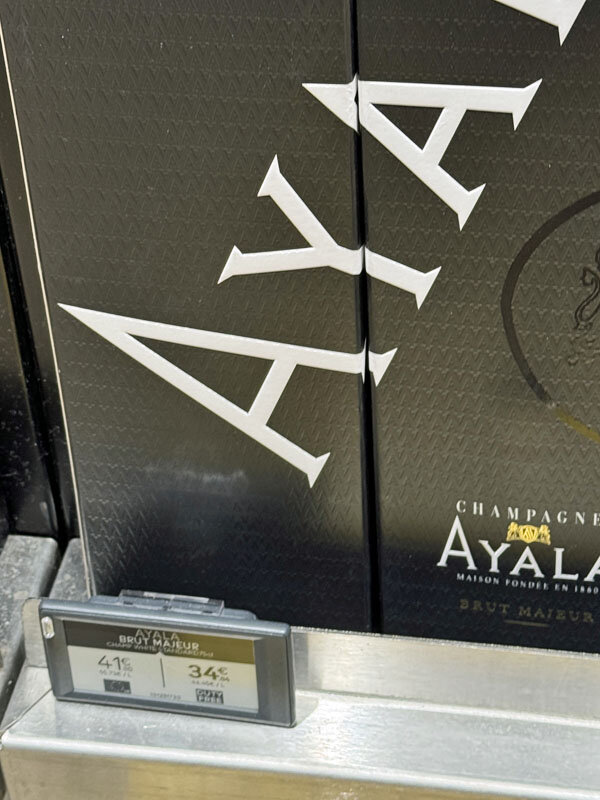 AYA
CHAMPAGNE
AYALA
MAISON FONDÉE EN 1860
BRUT MAJEUR
AYALA
BRUT MAJEUR
41€
34€
DUTY
FREE